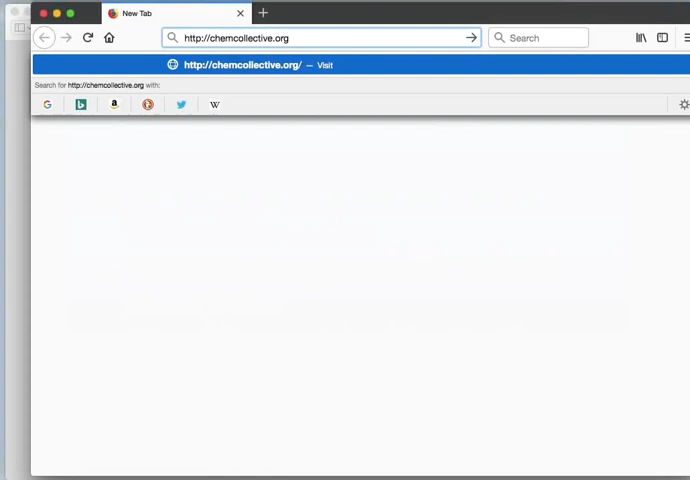 New Tab
http://chemcollective.org
Search
http://chemcollective.org/ — Visit
Search for http://chemcollective.org with: